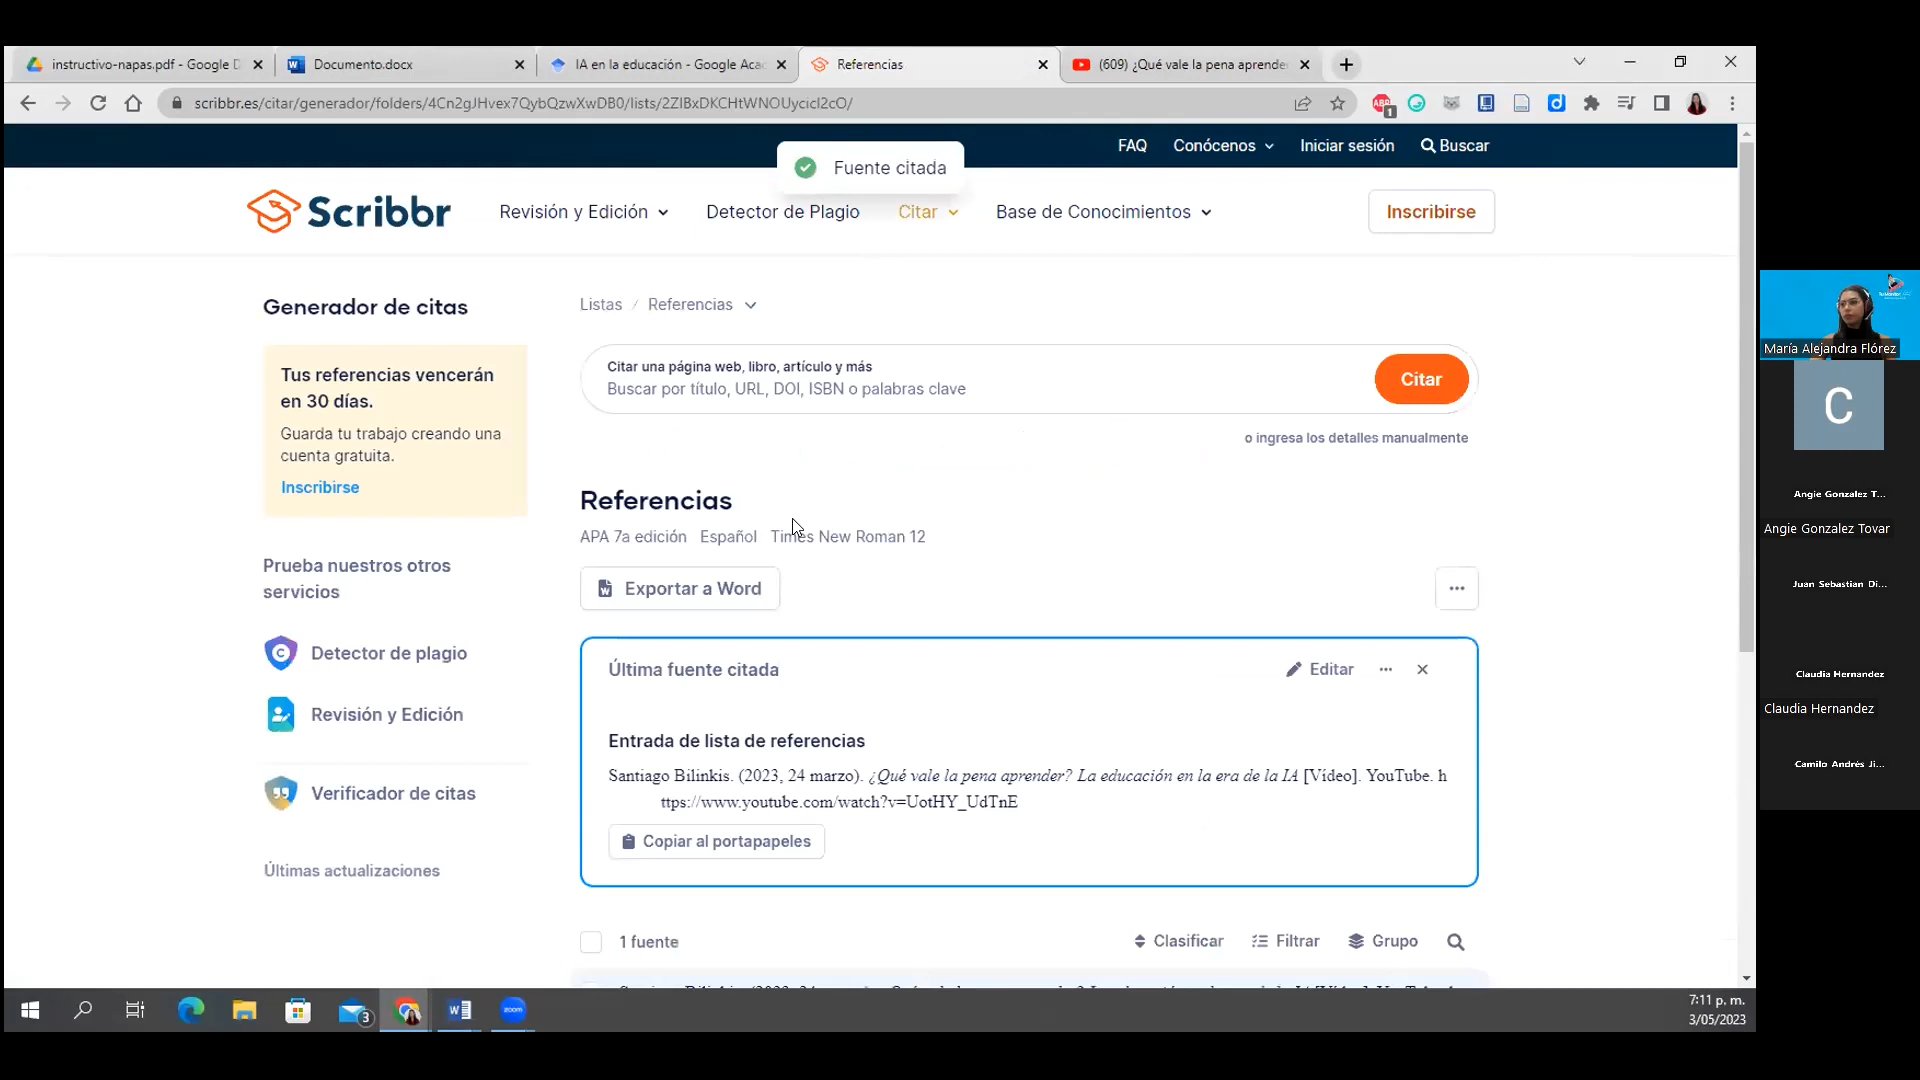 instructivo-napas.pdf - Google D
Documento.docx
IA en la educación - Google Acac
Referencias
(609) ¿Qué vale la pena aprende
scribbr.es/citar/generador/folders/4Cn2gJHvex7QybQzwXwDB0/lists/2ZIBxDKCHtWNOUycicl2cO/
FAQ
Conócenos
Iniciar sesión
Buscar
Fuente citada
Scribbr
Revisión y Edición
Detector de Plagio
Citar
Base de Conocimientos
Inscribirse
Generador de citas
Tus referencias vencerán
en 30 días.
Guarda tu trabajo creando una
cuenta gratuita.
Inscribirse
Prueba nuestros otros
servicios
Detector de plagio
Revisión y Edición
Verificador de citas
Últimas actualizaciones
Listas / Referencias
Citar una página web, libro, artículo y más
Buscar por título, URL, DOI, ISBN o palabras clave
Citar
o ingresa los detalles manualmente
Referencias
APA 7a edición Español Times New Roman 12
Exportar a Word
Última fuente citada
Editar
Entrada de lista de referencias
Santiago Bilinkis. (2023, 24 marzo). ¿Qué vale la pena aprender? La educación en la era de la IA [Vídeo]. YouTube. h
ttps://www.youtube.com/watch?v=UotHY_UdTnE
Copiar al portapapeles
1 fuente
Clasificar
Filtrar
Grupo
María Alejandra Flórez
C
Angie Gonzalez T...
Angie Gonzalez Tovar
Juan Sebastian Di...
Claudia Hernandez
Claudia Hernandez
Camilo Andrés Ji...
3
zoom
7:11 p. m.
3/05/2023